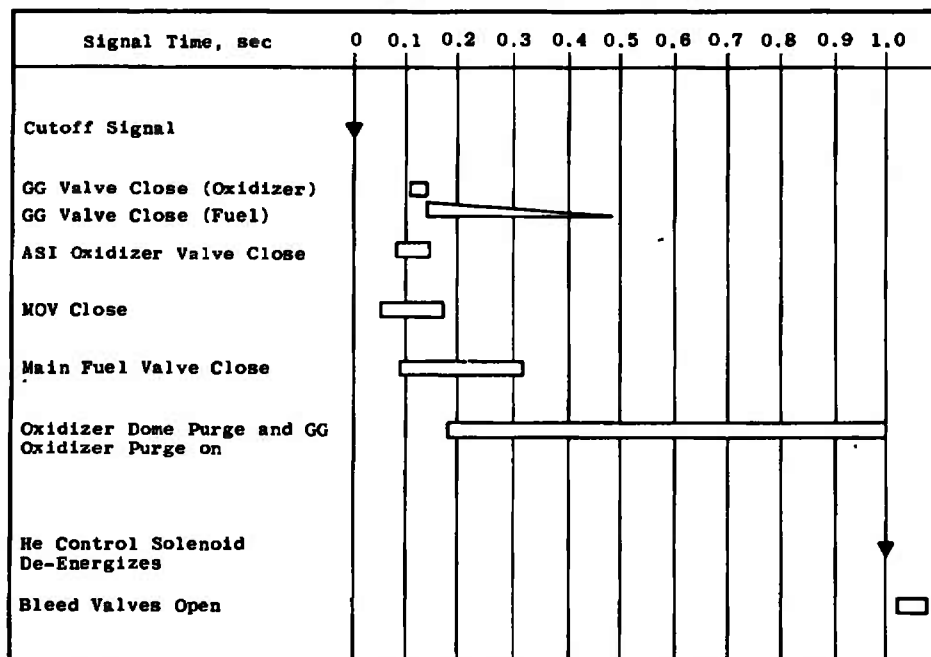 Signal Time, sec 0 0.1 0.2 0.3 0.4 0.5 0.6 0.7 0.8 0.9 1.0
Cutoff Signal
GG Valve Close (Oxidizer)
GG Valve Close (Fuel)
ASI Oxidizer Valve Close
MOV Close
Main Fuel Valve Close
Oxidizer Dome Purge and GG
Oxidizer Purge on
He Control Solenoid
De-Energizes
Bleed Valves Open